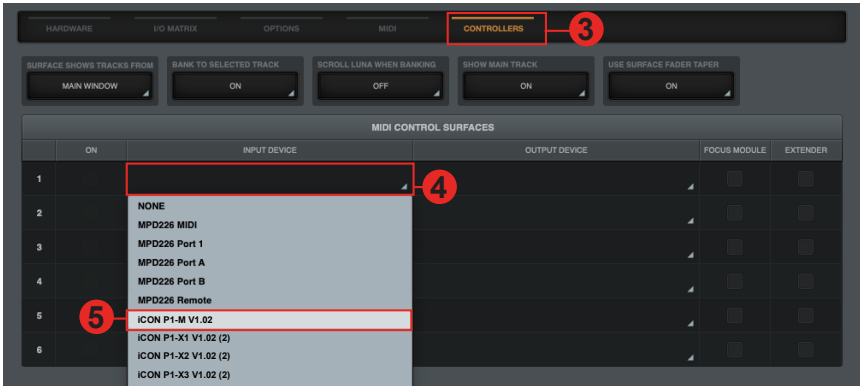 HARDWARE I/O MATRIX OPTIONS MIDI CONTROLLERS 3
SURFACE SHOWS TRACKS FROM BANK TO SELECTED TRACK SCROLL LUNA WHEN BANKING SHOW MAIN TRACK USE SURFACE FADER TAPER
MAIN WINDOW ON OFF ON ON
MIDI CONTROL SURFACES
ON INPUT DEVICE OUTPUT DEVICE FOCUS MODULE EXTENDER
1 4
NONE
2
MPD226 MIDI
3 MPD226 Port 1
MPD226 Port A
4 MPD226 Port B
MPD226 Remote
5 5 iCON P1-M V1.02
iCON P1-X1 V1.02 (2)
6 iCON P1-X2 V1.02 (2)
iCON P1-X3 V1.02 (2)